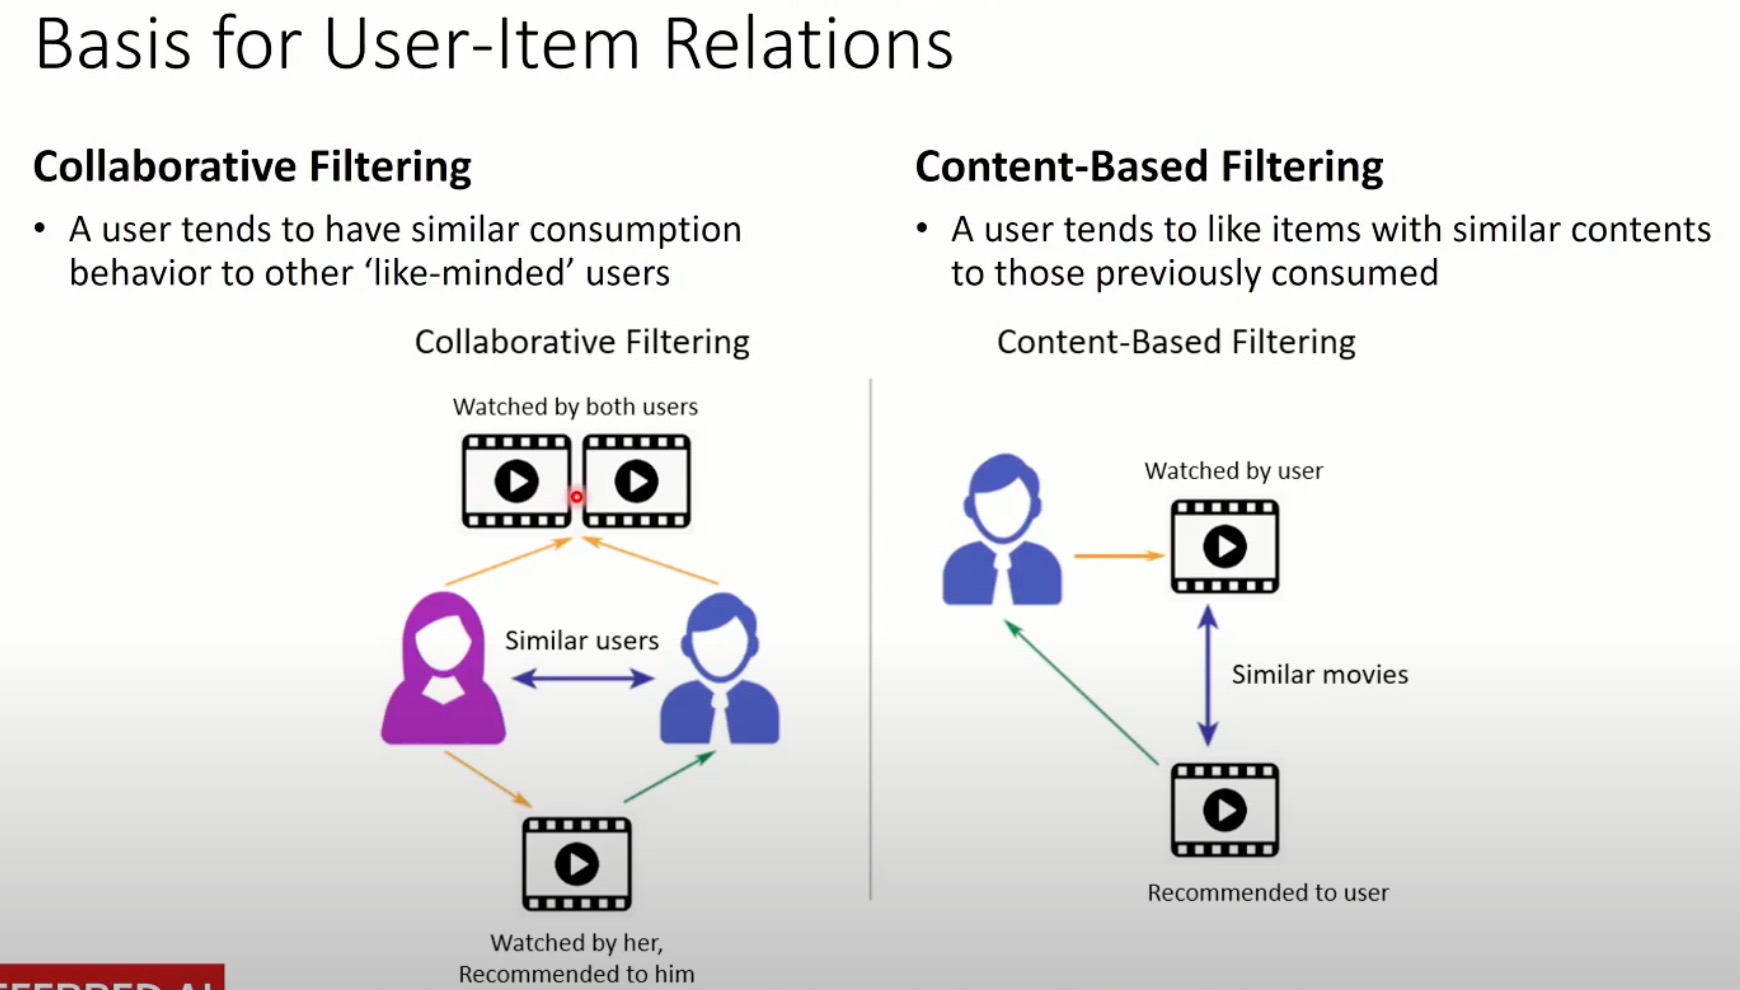 Basis for User-Item Relations
Collaborative Filtering
• A user tends to have similar consumption
behavior to other ‘like-minded’ users
Collaborative Filtering
Watched by both users
Similar users
Watched by her,
Recommended to him
Content-Based Filtering
• A user tends to like items with similar contents
to those previously consumed
Content-Based Filtering
Watched by user
Similar movies
Recommended to user